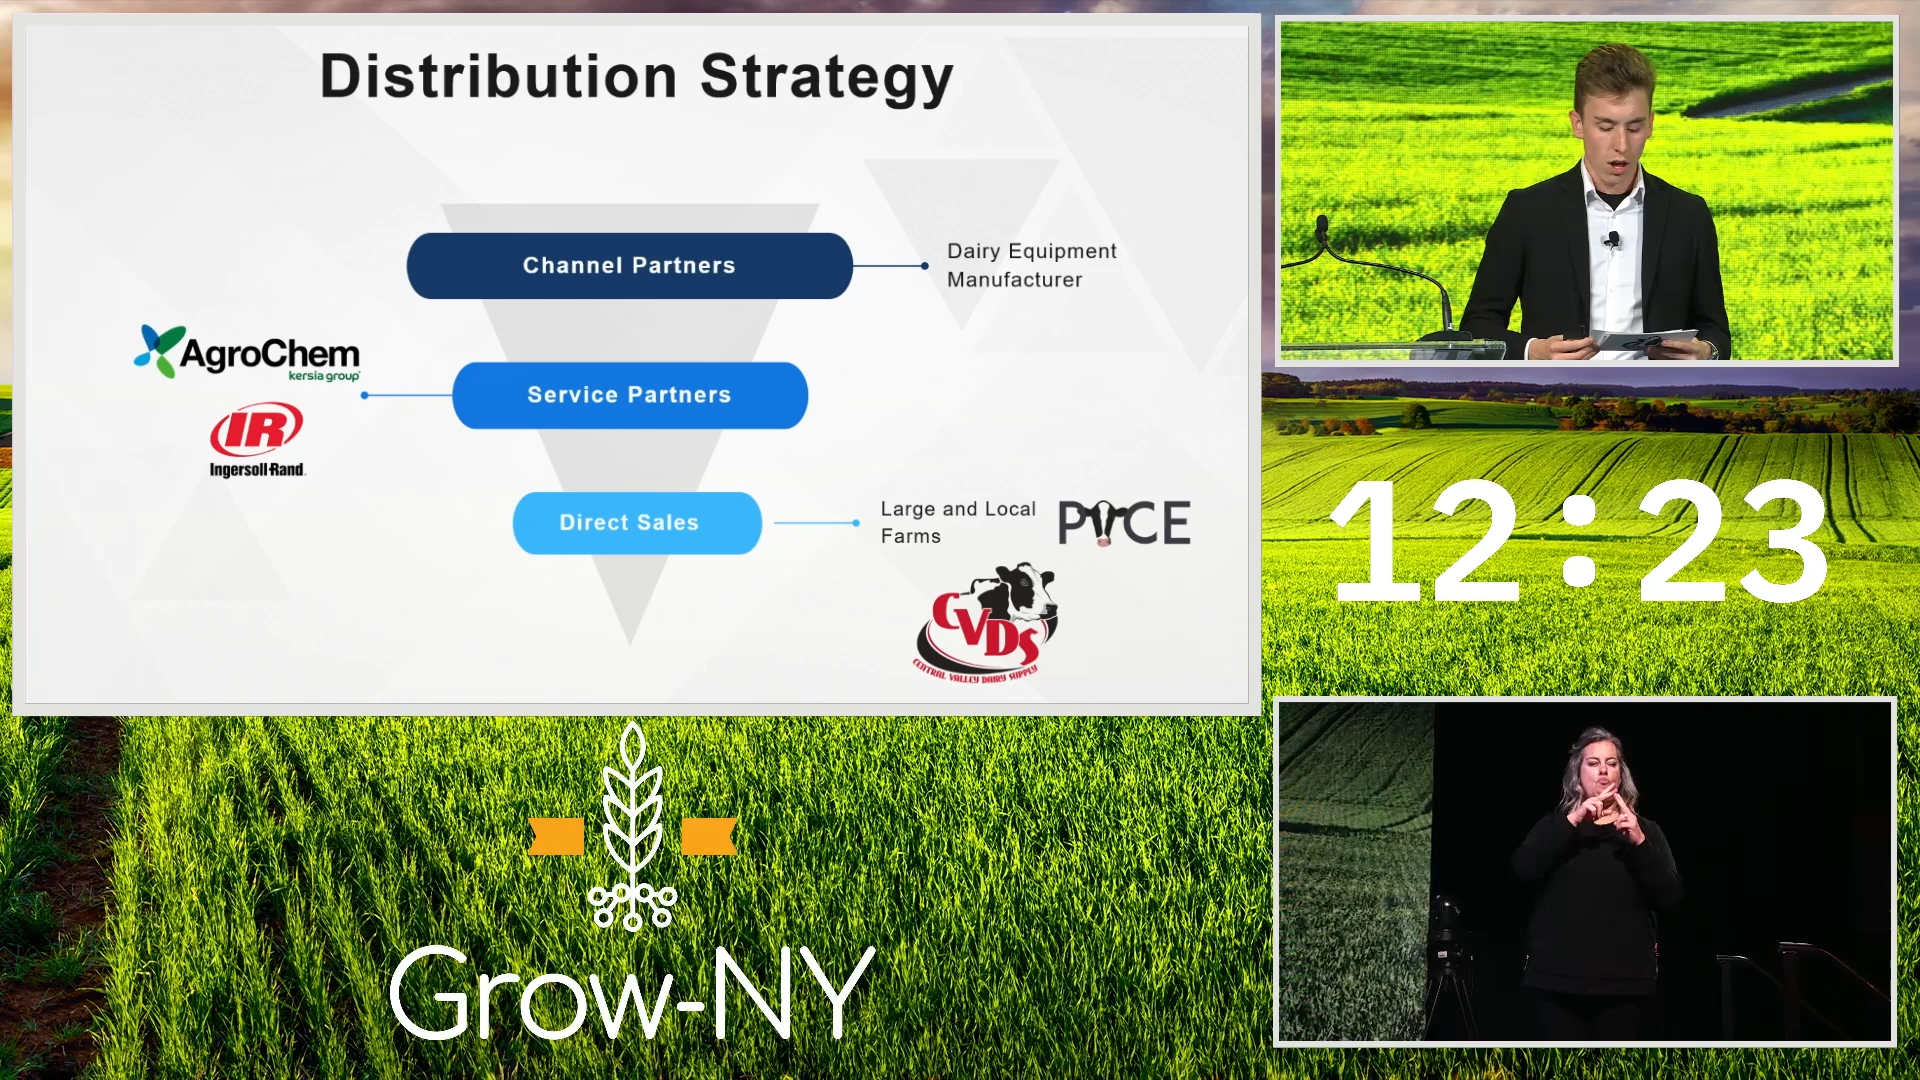 Distribution Strategy
Channel Partners
Dairy Equipment
Manufacturer
AgroChem
kersia group
IR
Ingersoll Rand
Service Partners
Direct Sales
Large and Local
Farms
PYCE
CVDS
CENTRAL VALLEY DAIRY SUPPLY
12:23
Grow-NY